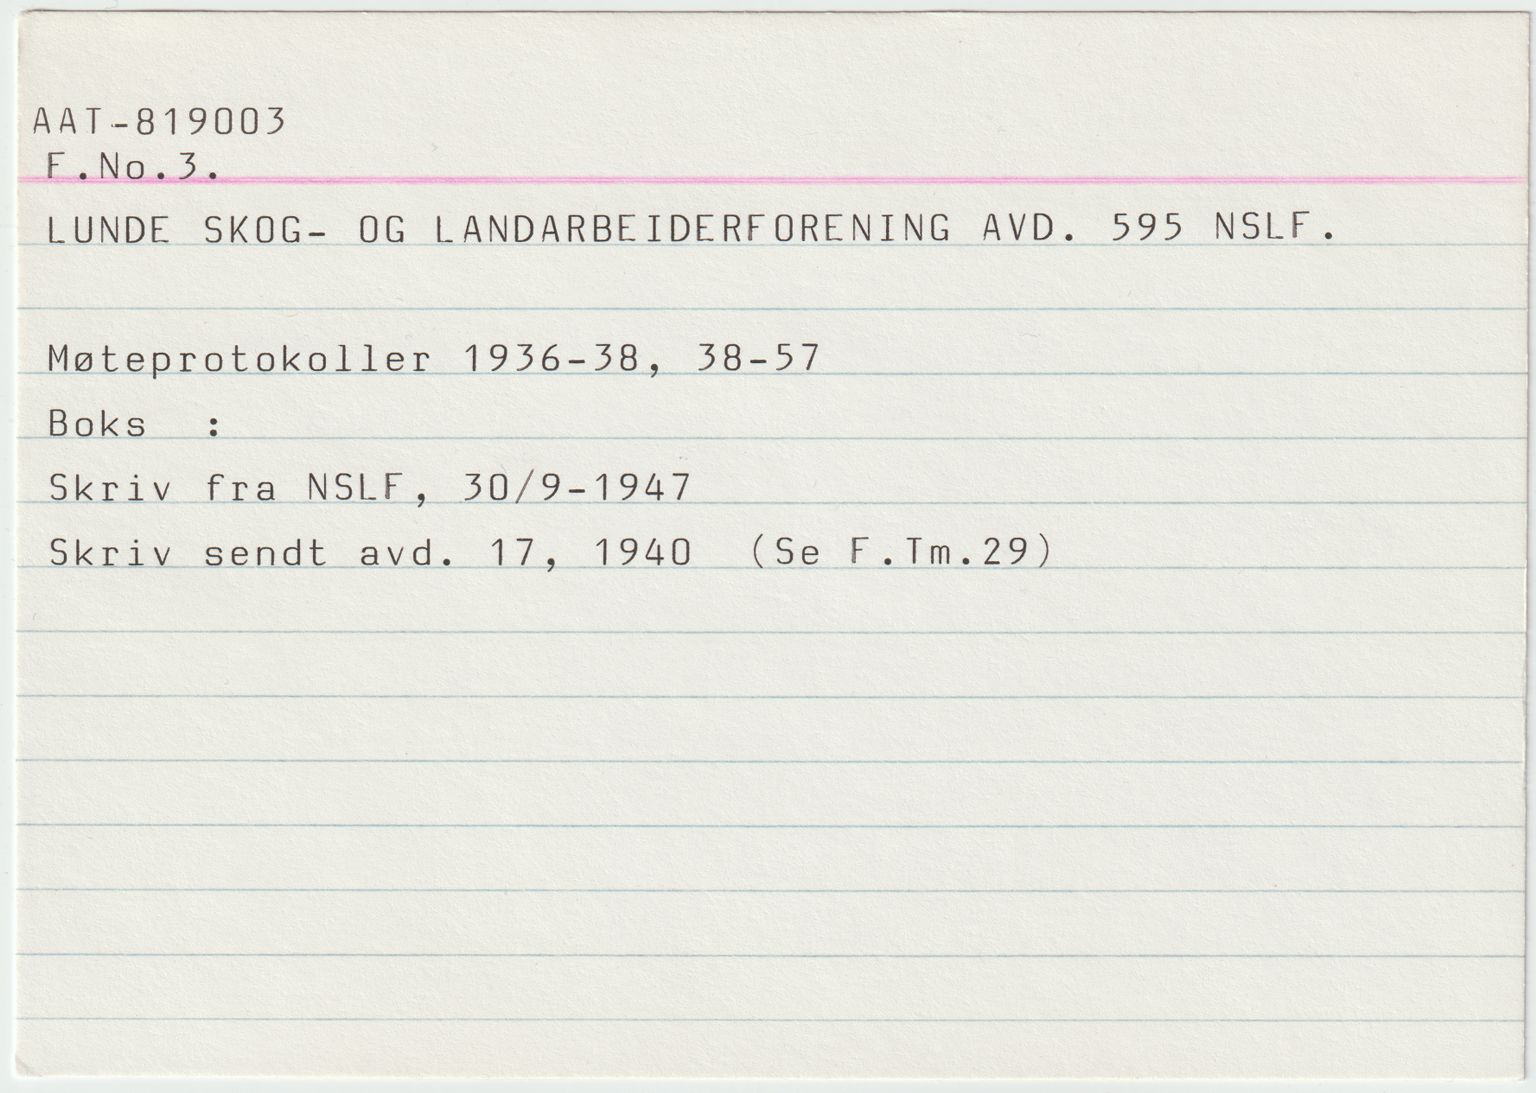 AAT-819003
F.No.3.
LUNDE SKOG- OG LANDARBEIDERFORENING AVD. 595 NSLF.
Møteprotokoller 1936-38, 38-57
Boks  :
Skriv fra NSLF, 30/9-1947
Skriv sendt avd. 17, 1940  (Se F.Tm.29)